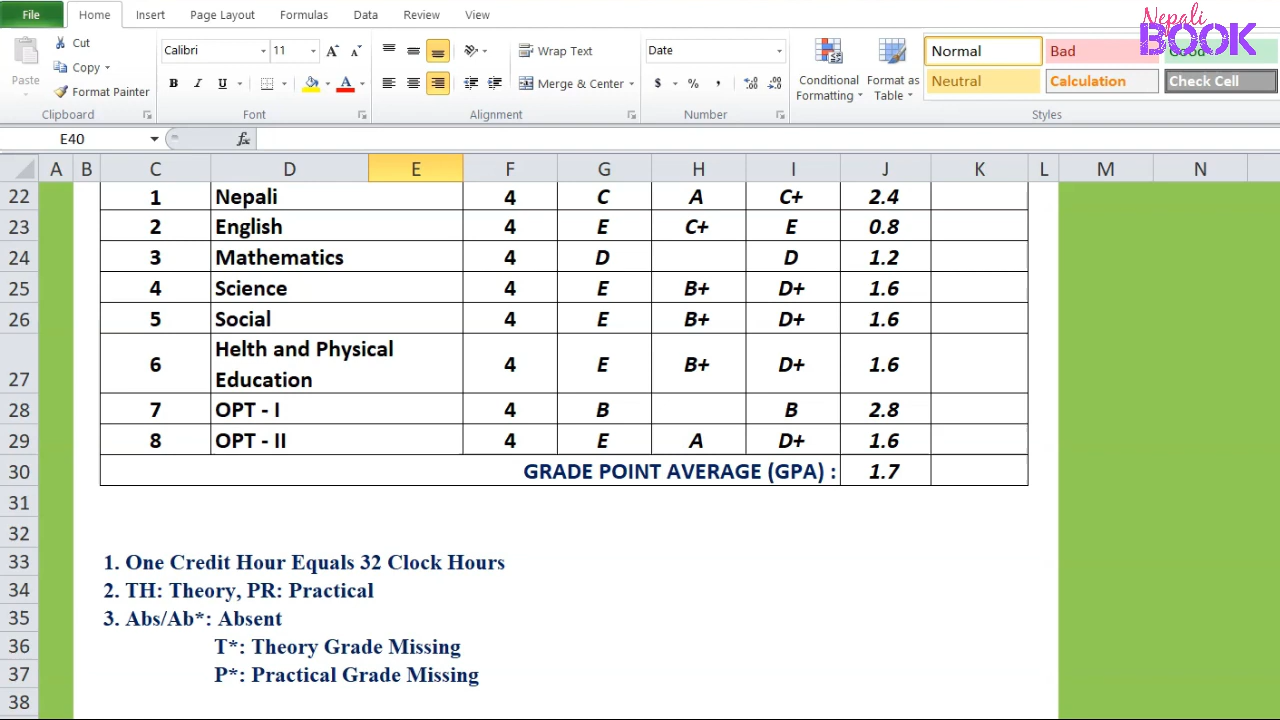 Nepali
BOOK
File Home Insert Page Layout Formulas Data Review View
Cut Calibri 11 Wrap Text Date Normal Bad Good
Paste Copy Conditional Formatting Format as Table
Format Painter B I U A Merge & Center $ % , Neutral Calculation Check Cell
Clipboard Font Alignment Number Styles
E40 fx
A B C D E F G H I J K L M N
22 1 Nepali 4 C A C+ 2.4
23 2 English 4 E C+ E 0.8
24 3 Mathematics 4 D D 1.2
25 4 Science 4 E B+ D+ 1.6
26 5 Social 4 E B+ D+ 1.6
27 6 Helth and Physical Education 4 E B+ D+ 1.6
28 7 OPT - I 4 B B 2.8
29 8 OPT - II 4 E A D+ 1.6
30 GRADE POINT AVERAGE (GPA) : 1.7
31
32
33 1. One Credit Hour Equals 32 Clock Hours
34 2. TH: Theory, PR: Practical
35 3. Abs/Ab*: Absent
36 T*: Theory Grade Missing
37 P*: Practical Grade Missing
38